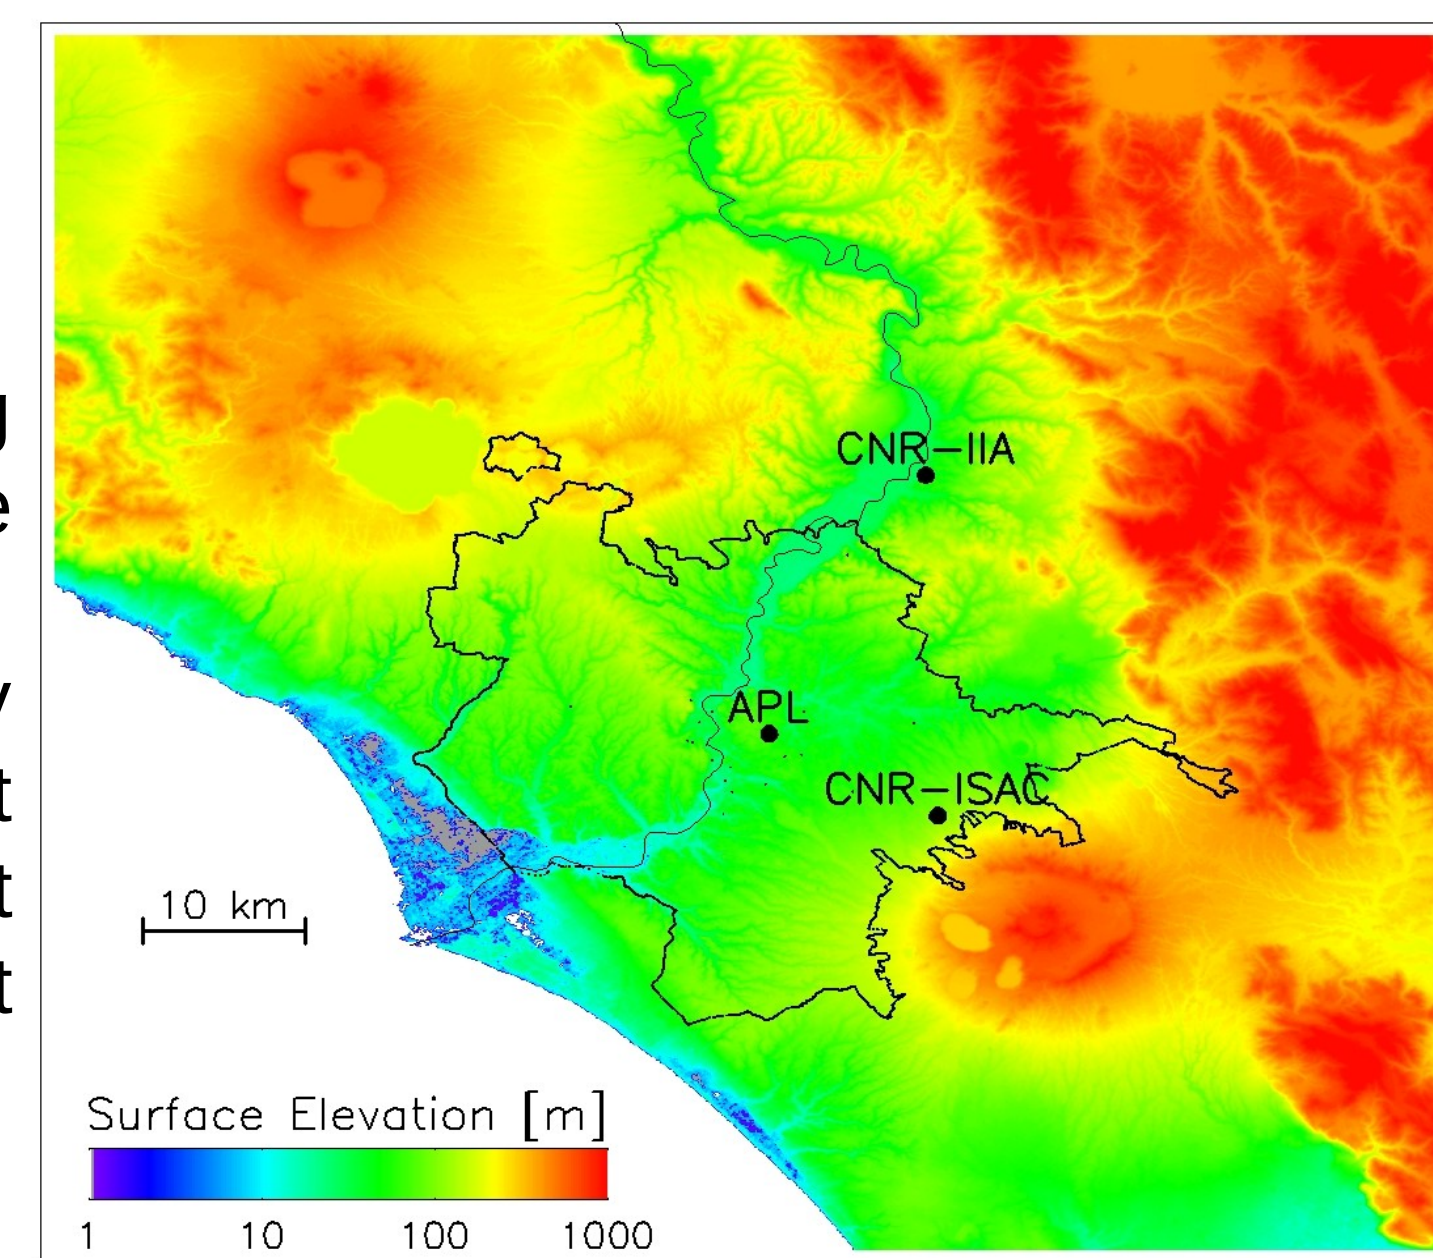 g
e
CNR-IIA
y
APL
t
CNR-ISAC
t
10 km
t
Surface Elevation [m]
1 10 100 1000